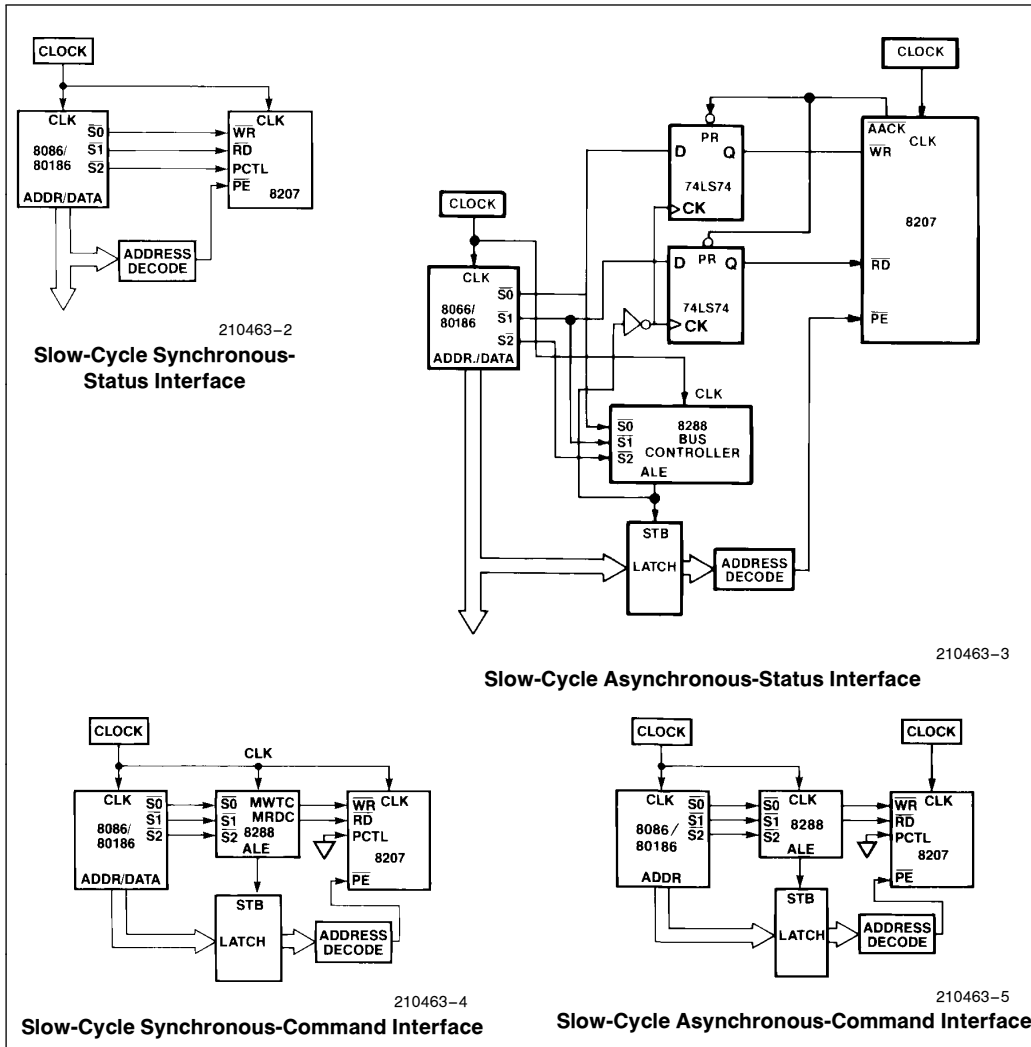 CLOCK
CLK
8086/
80186
S0
S1
S2
ADDR/DATA
CLK
WR
RD
PCTL
PE
8207
ADDRESS
DECODE
210463–2
Slow-Cycle Synchronous-
Status Interface
CLOCK
CLOCK
CLK
8066/
80186
S0
S1
S2
ADDR./DATA
PR
D
Q
74LS74
CK
PR
D
Q
74LS74
CK
AACK
CLK
WR
8207
RD
PE
CLK
S0
S1
S2
8288
BUS
CONTROLLER
ALE
STB
LATCH
ADDRESS
DECODE
210463–3
Slow-Cycle Asynchronous-Status Interface
CLOCK
CLK
CLK
8086/
80186
S0
S1
S2
ADDR/DATA
S0
S1
S2
MWTC
MRDC
8288
ALE
WR
RD
PCTL
CLK
8207
PE
STB
LATCH
ADDRESS
DECODE
210463–4
Slow-Cycle Synchronous-Command Interface
CLOCK
CLOCK
CLK
8086/
80186
S0
S1
S2
ADDR
CLK
S0
S1
S2
8288
ALE
WR
RD
PCTL
CLK
8207
PE
STB
LATCH
ADDRESS
DECODE
210463–5
Slow-Cycle Asynchronous-Command Interface